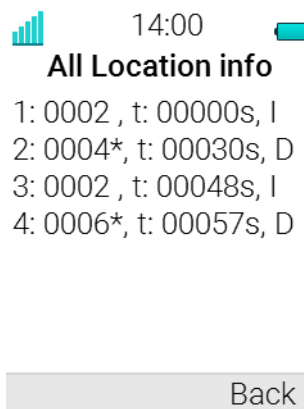 14:00
All Location info
1: 0002 , t: 00000s, I
2: 0004*, t: 00030s, D
3: 0002 , t: 00048s, I
4: 0006*, t: 00057s, D
Back